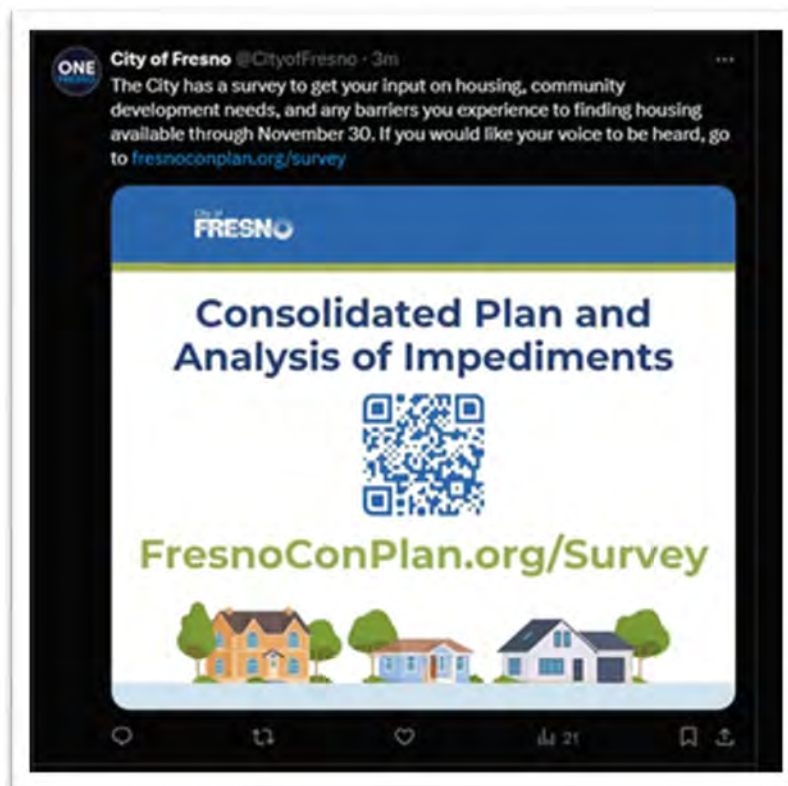 ONE
FRESNO
City of Fresno @CityofFresno · 3m
The City has a survey to get your input on housing, community
development needs, and any barriers you experience to finding housing
available through November 30. If you would like your voice to be heard, go
to fresnoconplan.org/survey
City of
FRESNO
Consolidated Plan and
Analysis of Impediments
FresnoConPlan.org/Survey
21